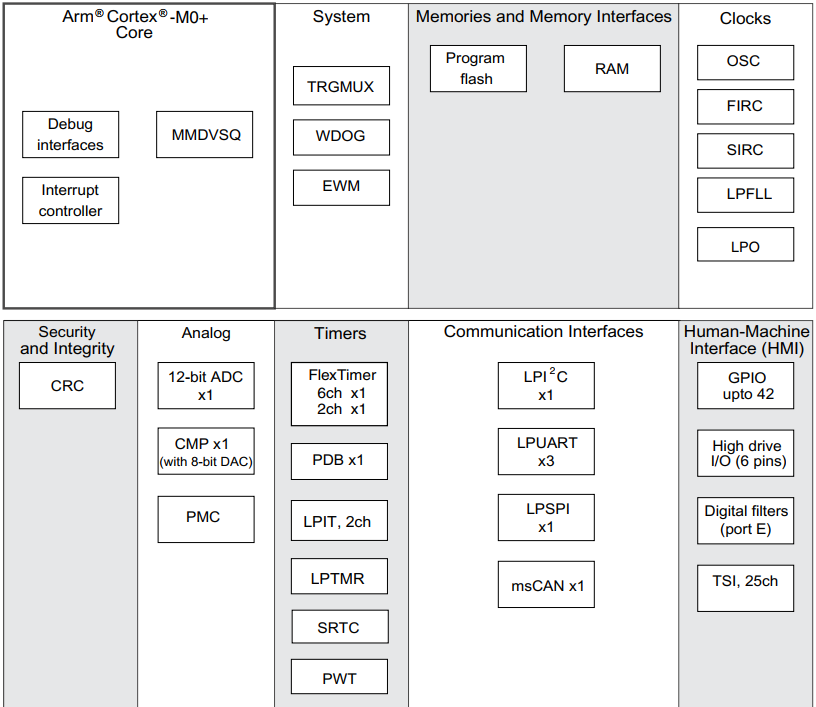 Arm® Cortex®-M0+
Core
Debug
interfaces
MMDVSQ
Interrupt
controller
System
TRGMUX
WDOG
EWM
Memories and Memory Interfaces
Program
flash
RAM
Clocks
OSC
FIRC
SIRC
LPFLL
LPO
Security
and Integrity
CRC
Analog
12-bit ADC
x1
CMP x1
(with 8-bit DAC)
PMC
Timers
FlexTimer
6ch x1
2ch x1
PDB x1
LPIT, 2ch
LPTMR
SRTC
PWT
Communication Interfaces
LPI²C
x1
LPUART
x3
LPSPI
x1
msCAN x1
Human-Machine
Interface (HMI)
GPIO
upto 42
High drive
I/O (6 pins)
Digital filters
(port E)
TSI, 25ch